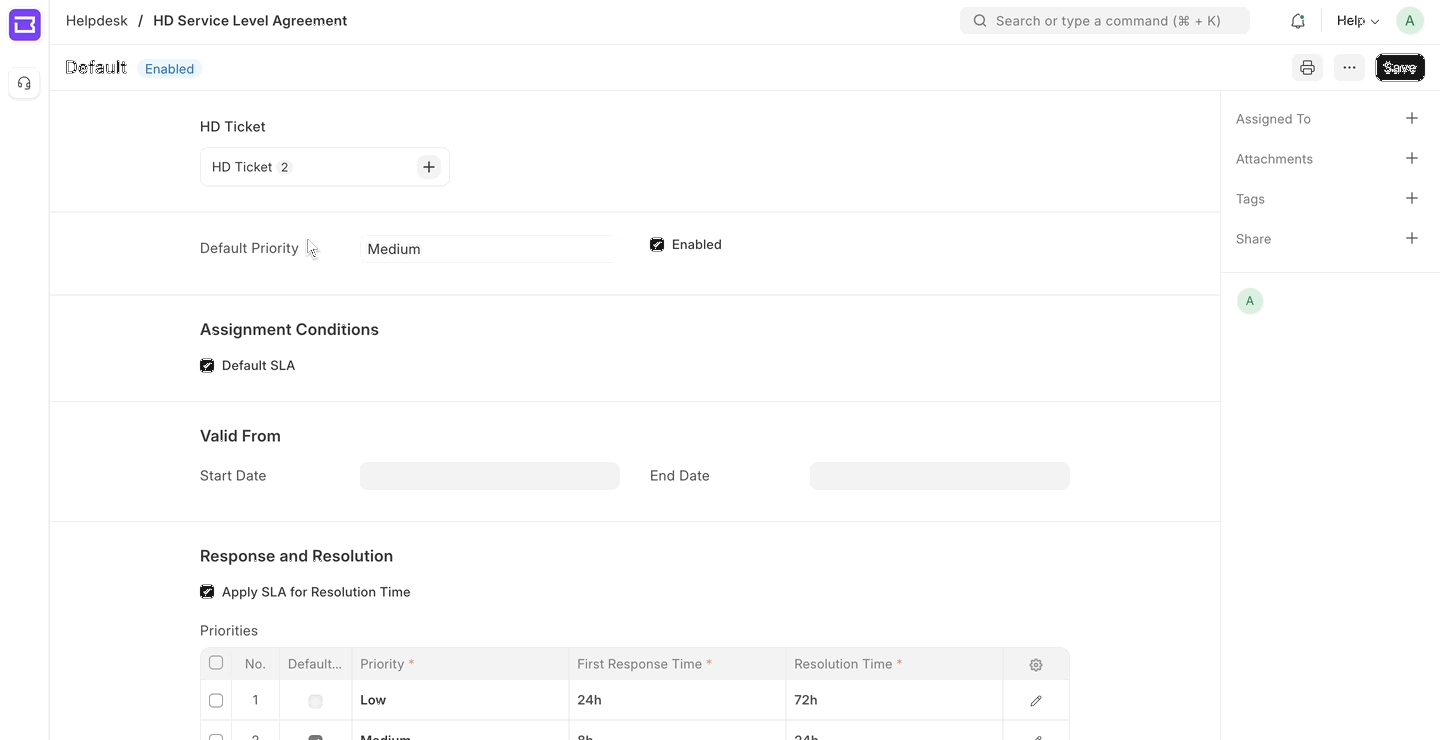 Helpdesk / HD Service Level Agreement
Search or type a command (⌘ + K)
Help
A
Default Enabled
Save
HD Ticket
HD Ticket 2
Assigned To
Attachments
Tags
Share
A
Default Priority Medium
Enabled
Assignment Conditions
Default SLA
Valid From
Start Date
End Date
Response and Resolution
Apply SLA for Resolution Time
Priorities
No. Default... Priority * First Response Time * Resolution Time *
1 Low 24h 72h
2 Medium 8h 24h